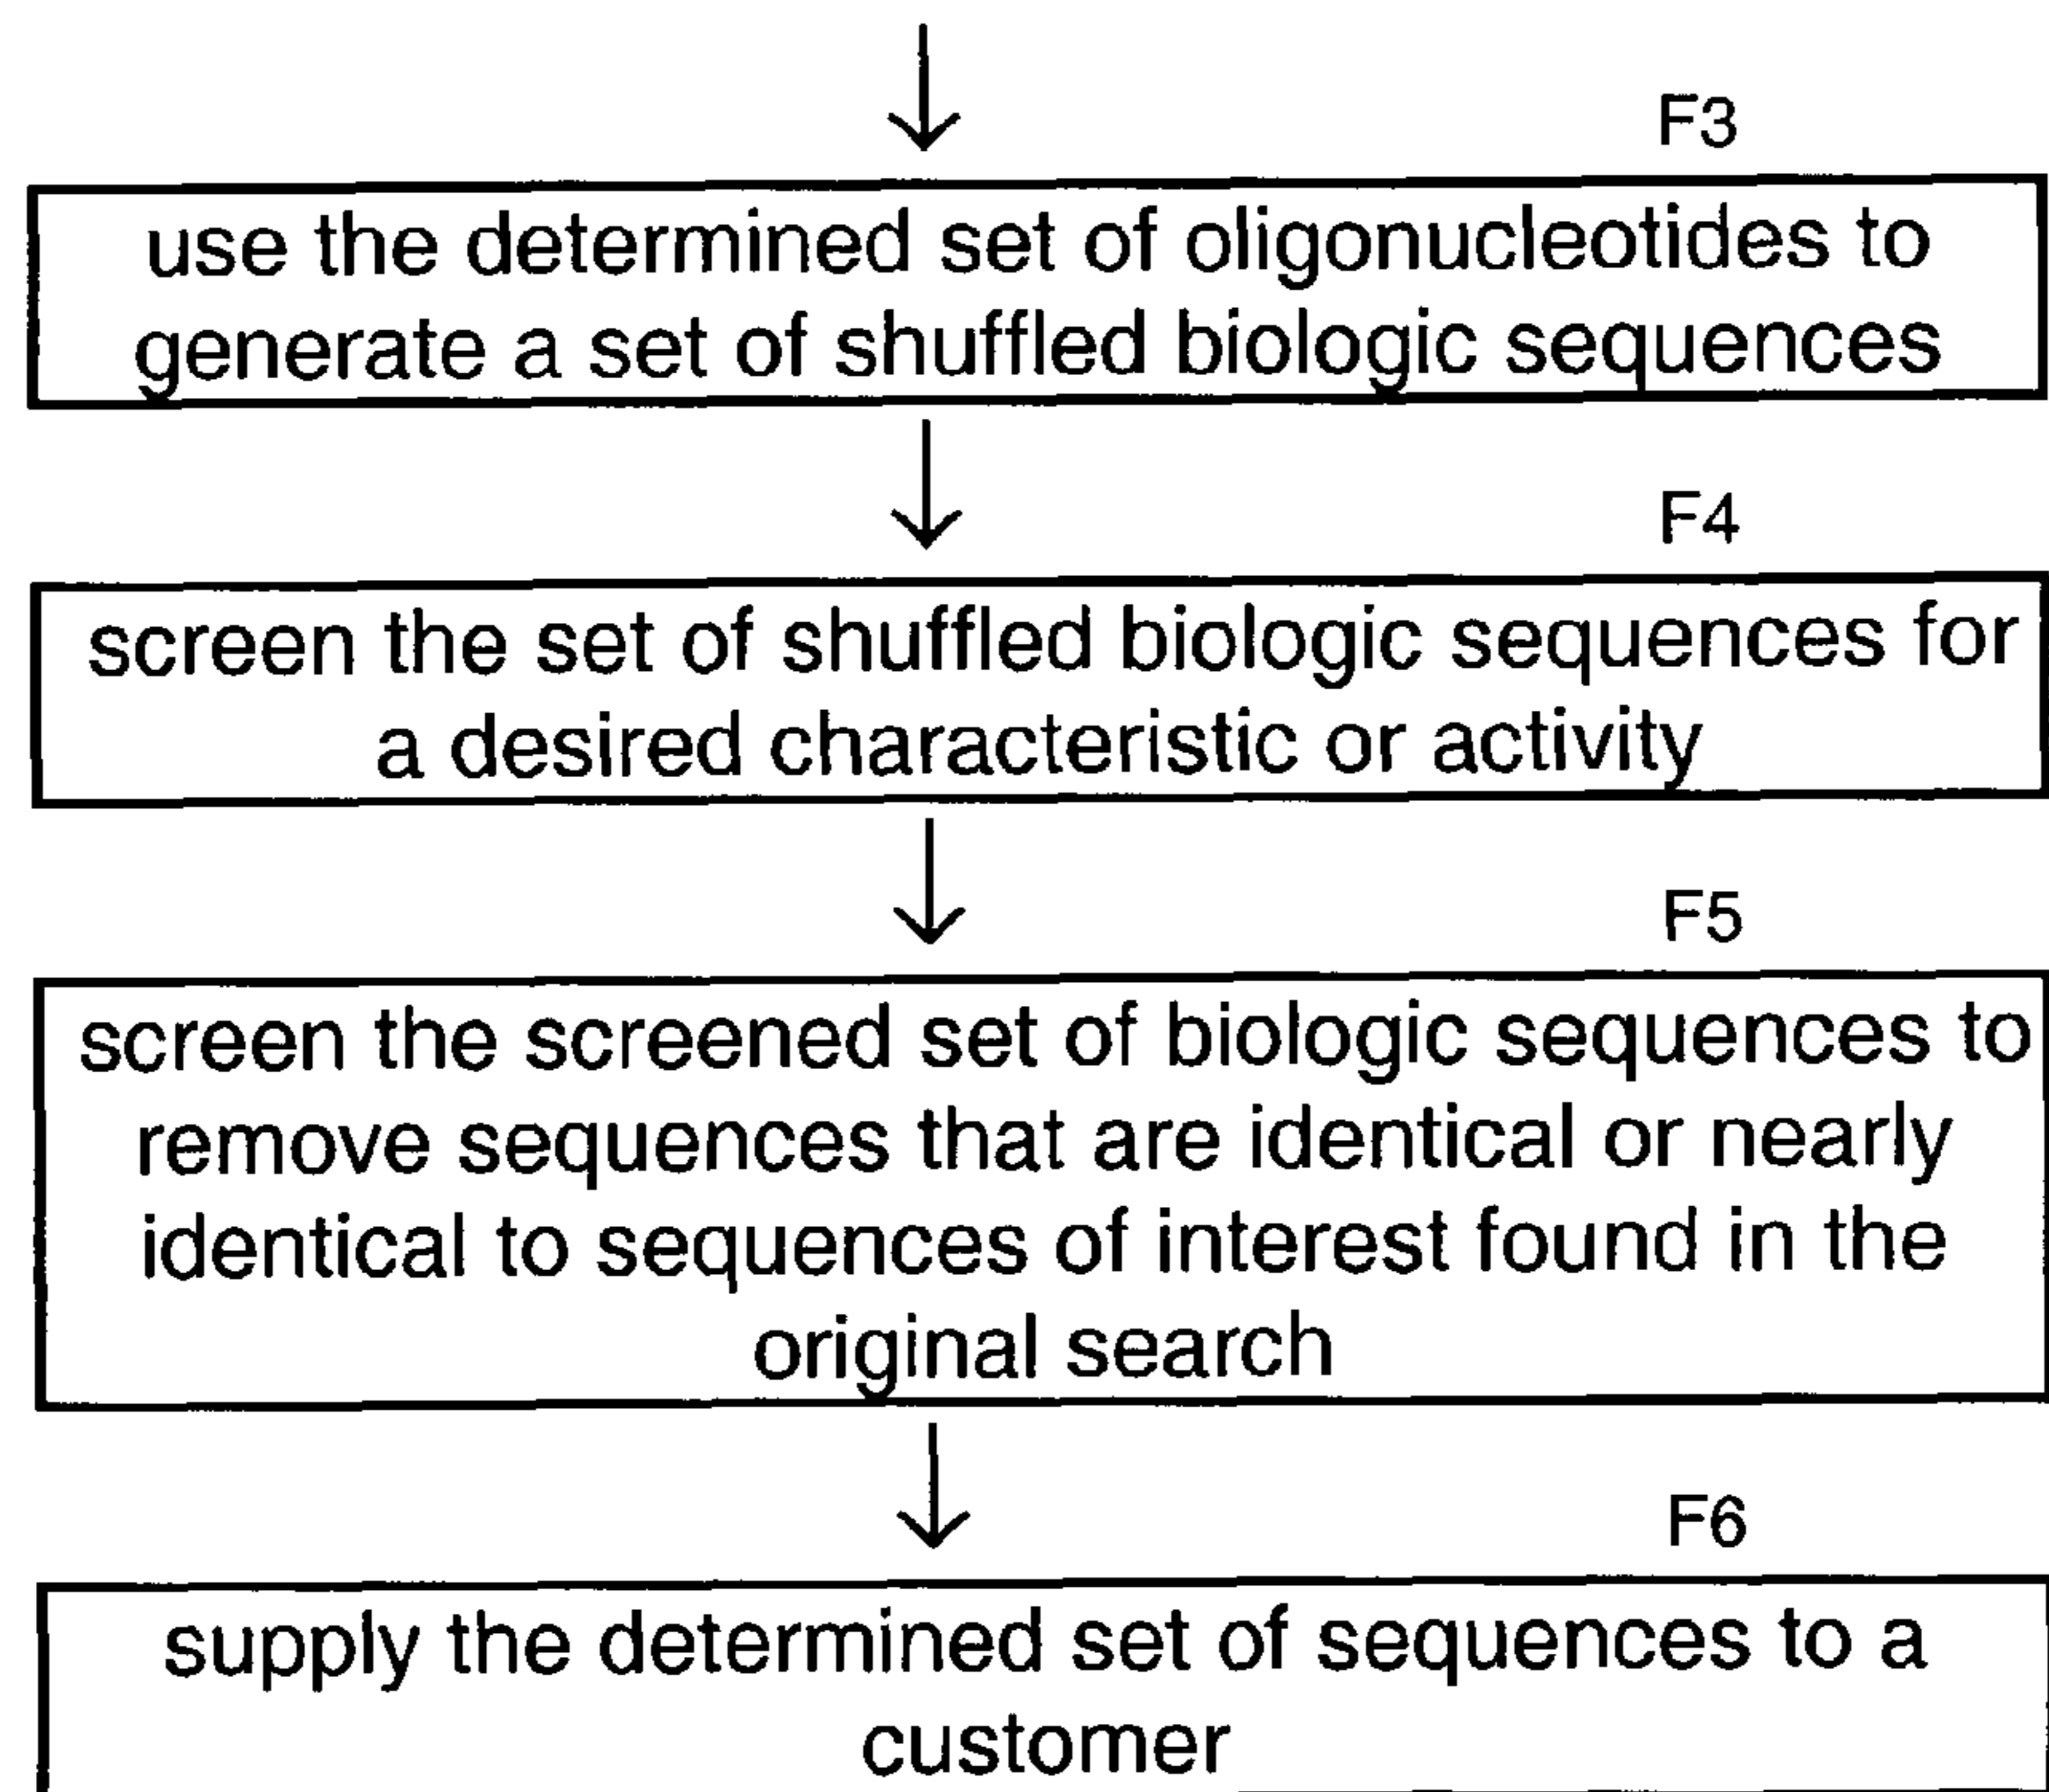 F3
use the determined set of oligonucleotides to
generate a set of shuffled biologic sequences
F4
screen the set of shuffled biologic sequences for
a desired characteristic or activity
F5
screen the screened set of biologic sequences to
remove sequences that are identical or nearly
identical to sequences of interest found in the
original search
F6
supply the determined set of sequences to a
customer